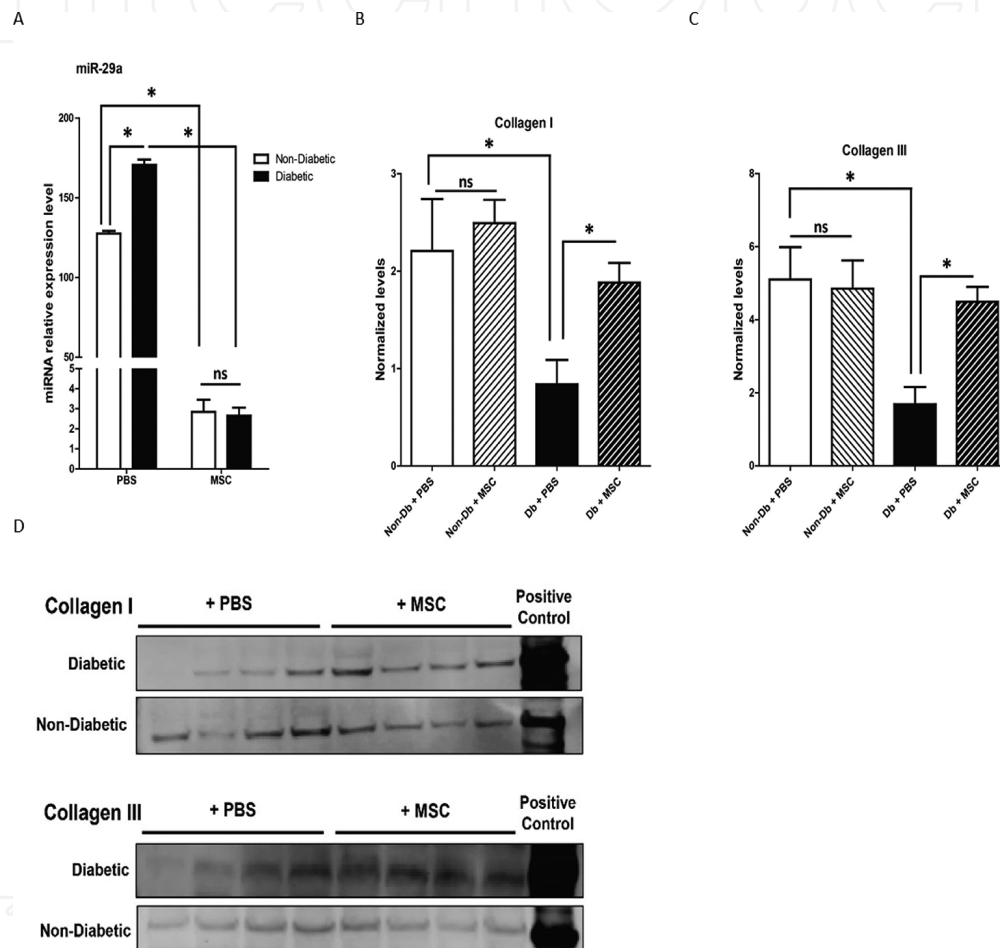 A
B
C
miR-29a
*
*
*
200
150
100
50
5
4
3
2
1
0
miRNA relative expression level
ns
PBS
MSC
Non-Diabetic
Diabetic
Collagen I
*
ns
*
3
2
1
0
Normalized levels
Non-Db + PBS
Non-Db + MSC
Db + PBS
Db + MSC
Collagen III
*
ns
*
8
6
4
2
0
Normalized levels
Non-Db + PBS
Non-Db + MSC
Db + PBS
Db + MSC
D
Collagen I
+ PBS
+ MSC
Positive
Control
Diabetic
Non-Diabetic
Collagen III
+ PBS
+ MSC
Positive
Control
Diabetic
Non-Diabetic